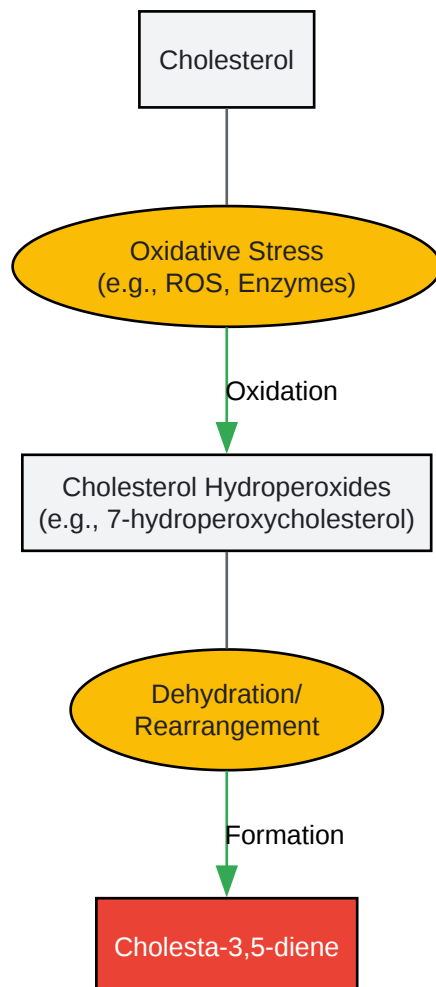 Cholesterol
Oxidative Stress
(e.g., ROS, Enzymes)
Oxidation
Cholesterol Hydroperoxides
(e.g., 7-hydroperoxycholesterol)
Dehydration/
Rearrangement
Formation
Cholesta-3,5-diene